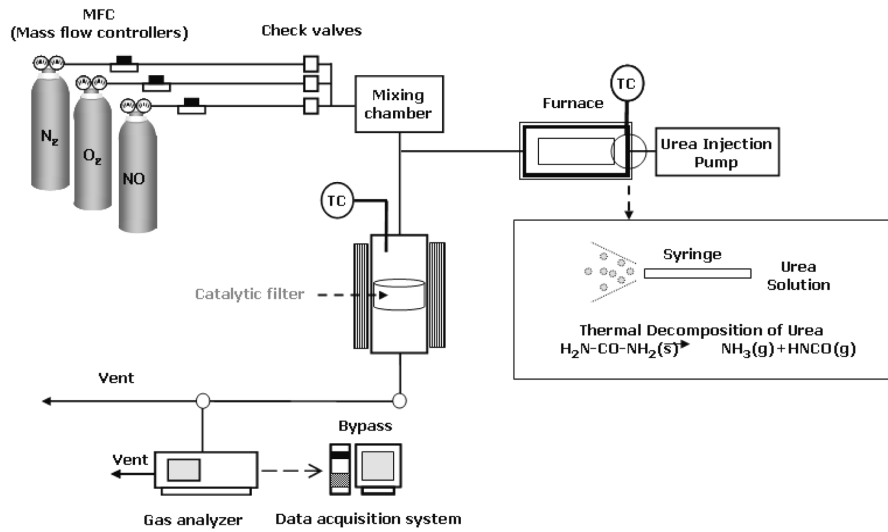 MFC
(Mass flow controllers)
Check valves
N₂
O₂
NO
Mixing
chamber
Furnace
TC
Urea Injection
Pump
TC
Catalytic filter
Syringe
Urea
Solution
Thermal Decomposition of Urea
H₂N-CO-NH₂(s) → NH₃(g)+HNCO(g)
Vent
Bypass
Vent
Gas analyzer
Data acquisition system